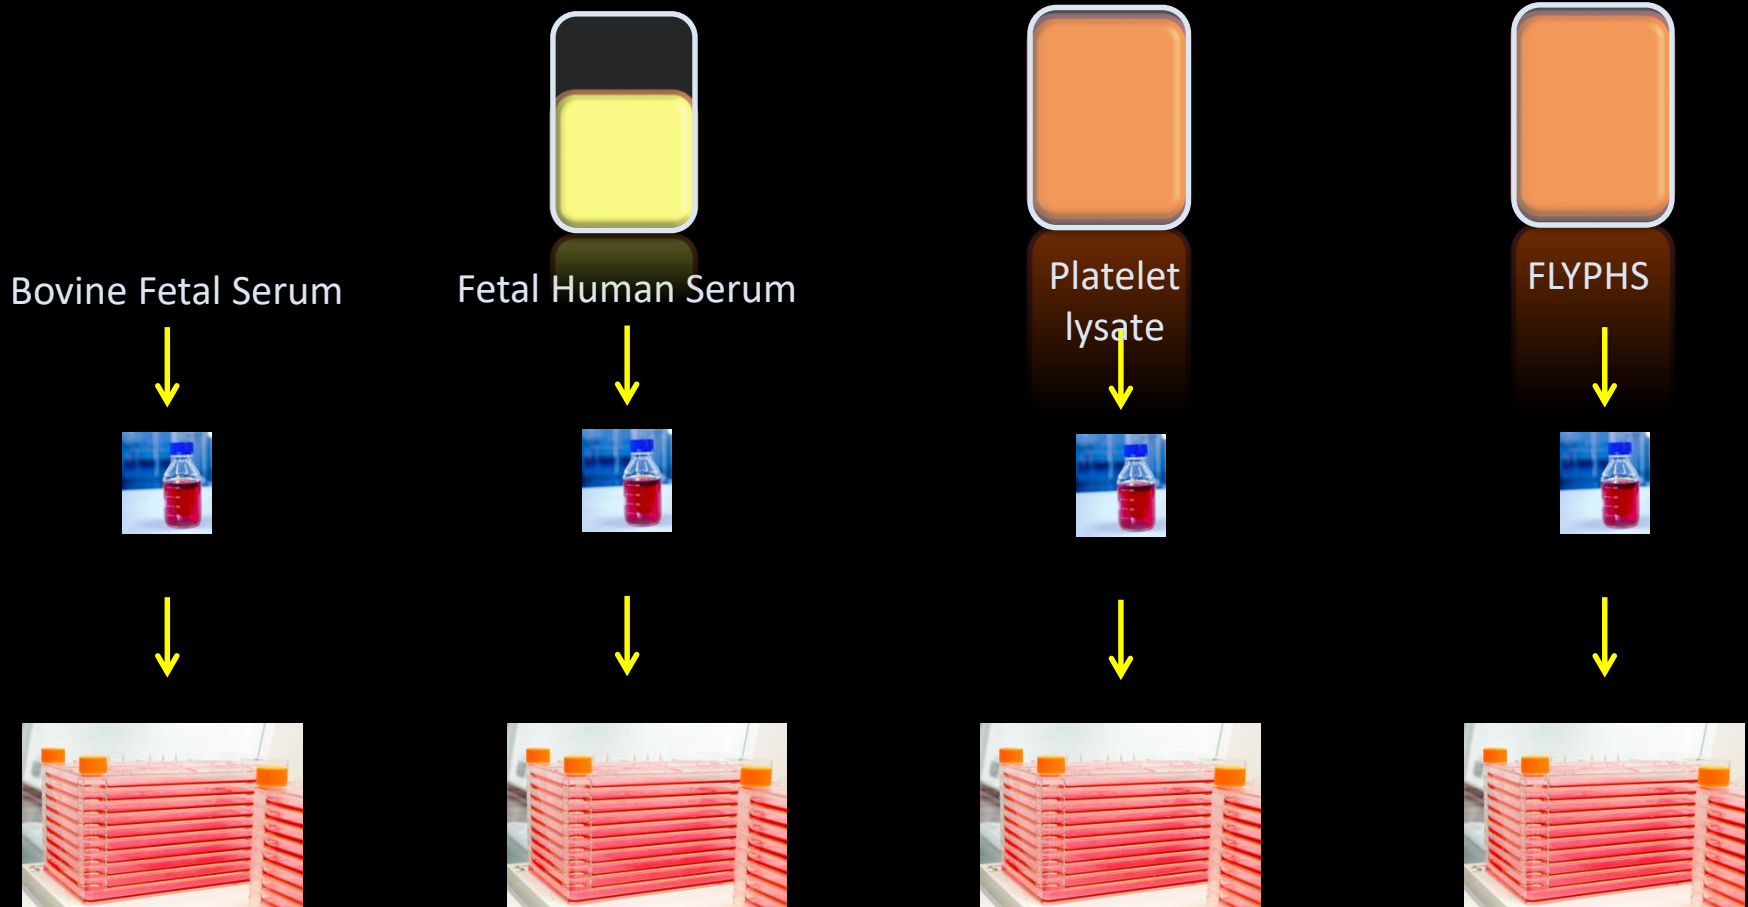 Bovine Fetal Serum
Fetal Human Serum
Platelet
lysate
FLYPHS